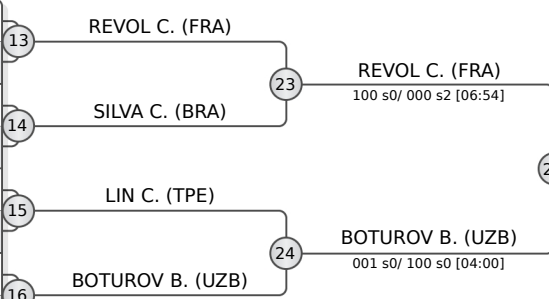 REVOL C. (FRA)
13
REVOL C. (FRA)
23
100 s0/ 000 s2 [06:54]
SILVA C. (BRA)
14
LIN C. (TPE)
15
BOTUROV B. (UZB)
24
001 s0/ 100 s0 [04:00]
BOTUROV B. (UZB)
16